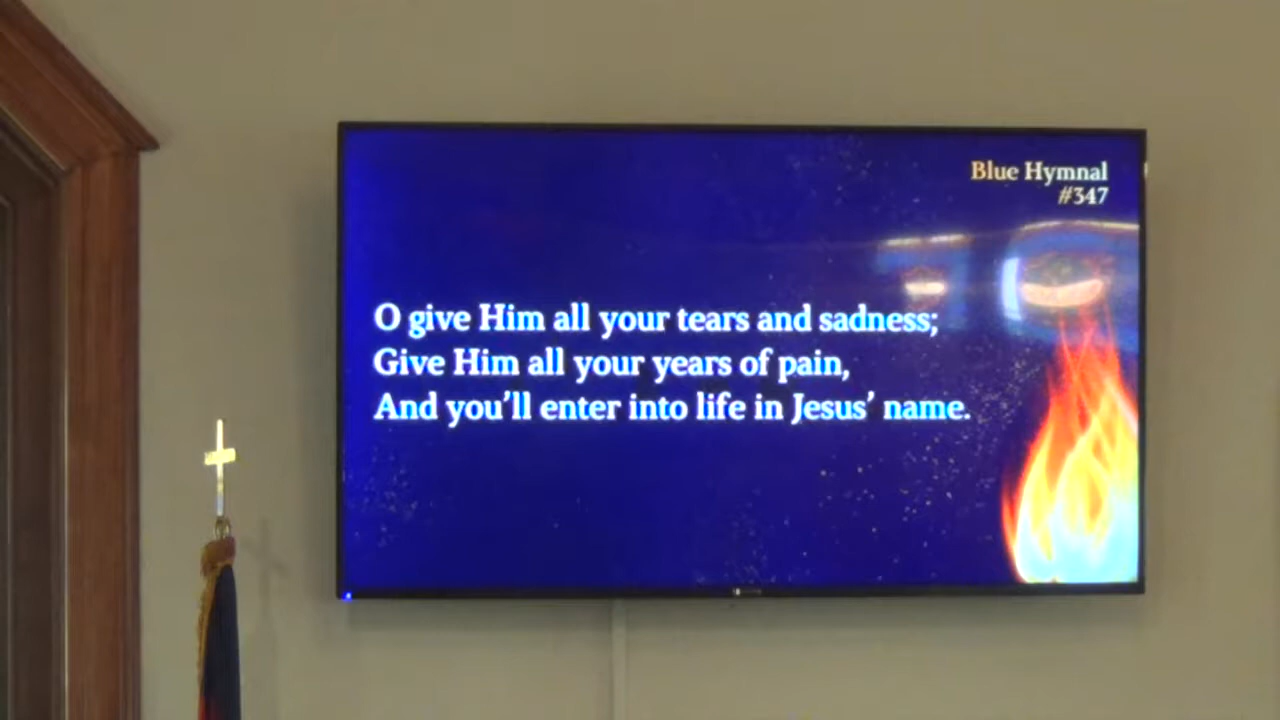 Blue Hymnal
#347
O give Him all your tears and sadness;
Give Him all your years of pain,
And you'll enter into life in Jesus' name.